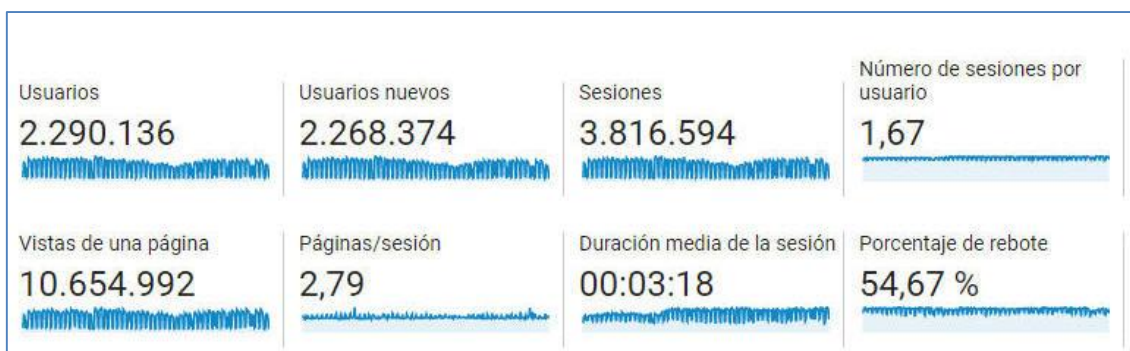 Usuarios
2.290.136
Usuarios nuevos
2.268.374
Sesiones
3.816.594
Número de sesiones por
usuario
1,67
Vistas de una página
10.654.992
Páginas/sesión
2,79
Duración media de la sesión
00:03:18
Porcentaje de rebote
54,67 %